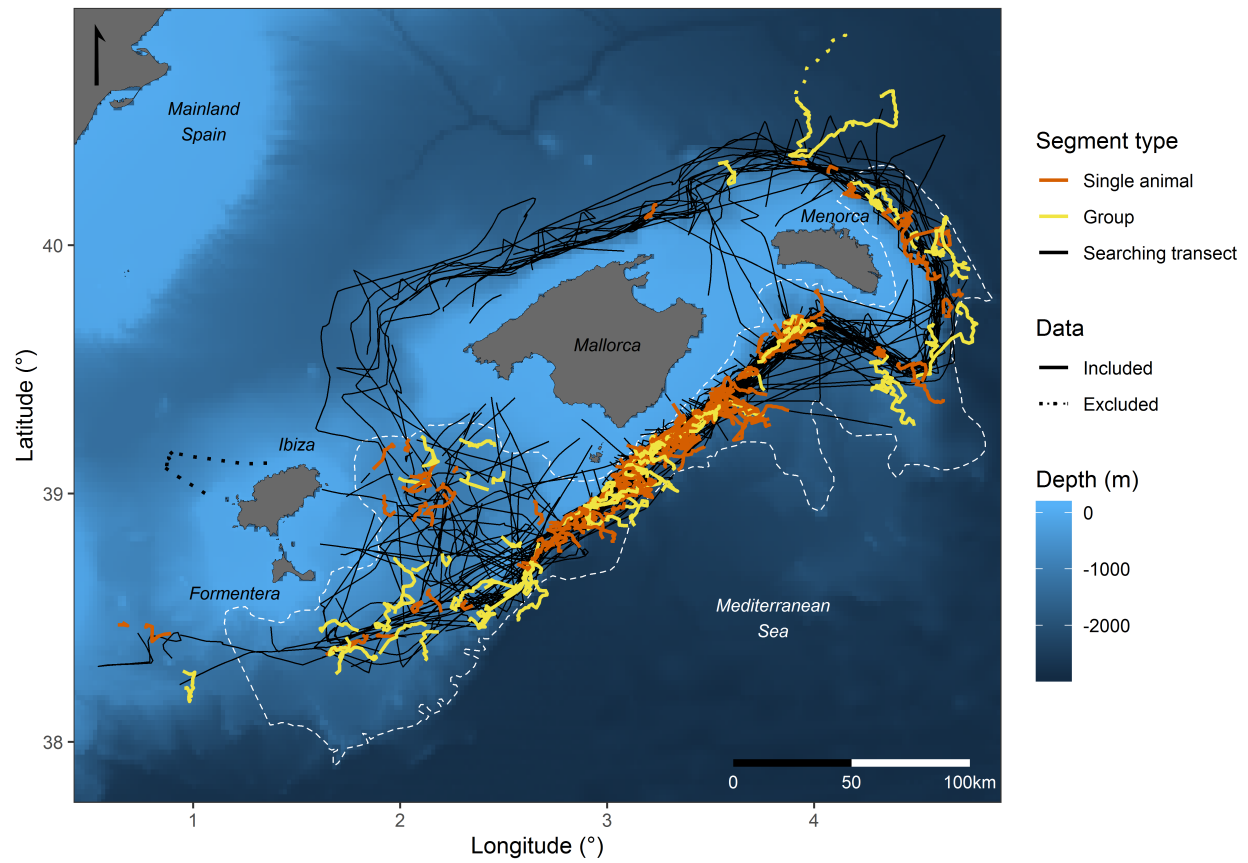 Mainland
Spain
Menorca
Mallorca
Ibiza
Formentera
Mediterranean
Sea
0
50
100km
40
39
38
1
2
3
4
Latitude (°)
Longitude (°)
Segment type
Single animal
Group
Searching transect
Data
Included
Excluded
Depth (m)
0
-1000
-2000